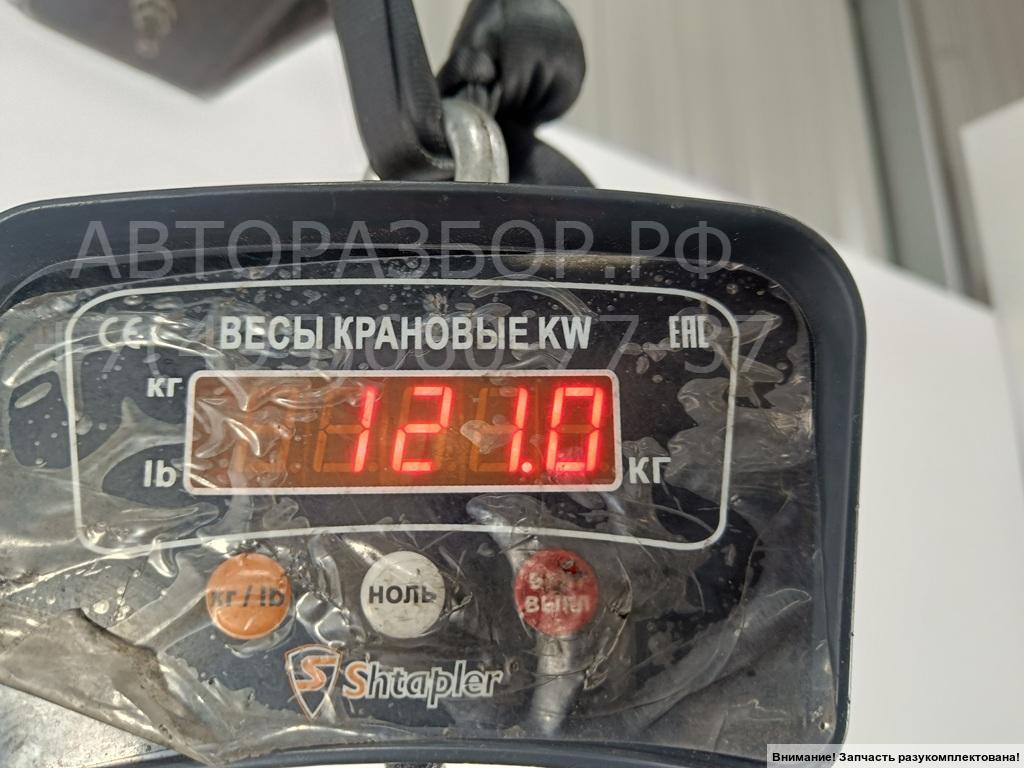 АВТОРАЗБОР.РФ
CE ВЕСЫ КРАНОВЫЕ KW EAC
кг
121.0
lb КГ
кг / lb НОЛЬ ВЫКЛ
S Shtapler
Внимание! Запчасть разукомплектована!